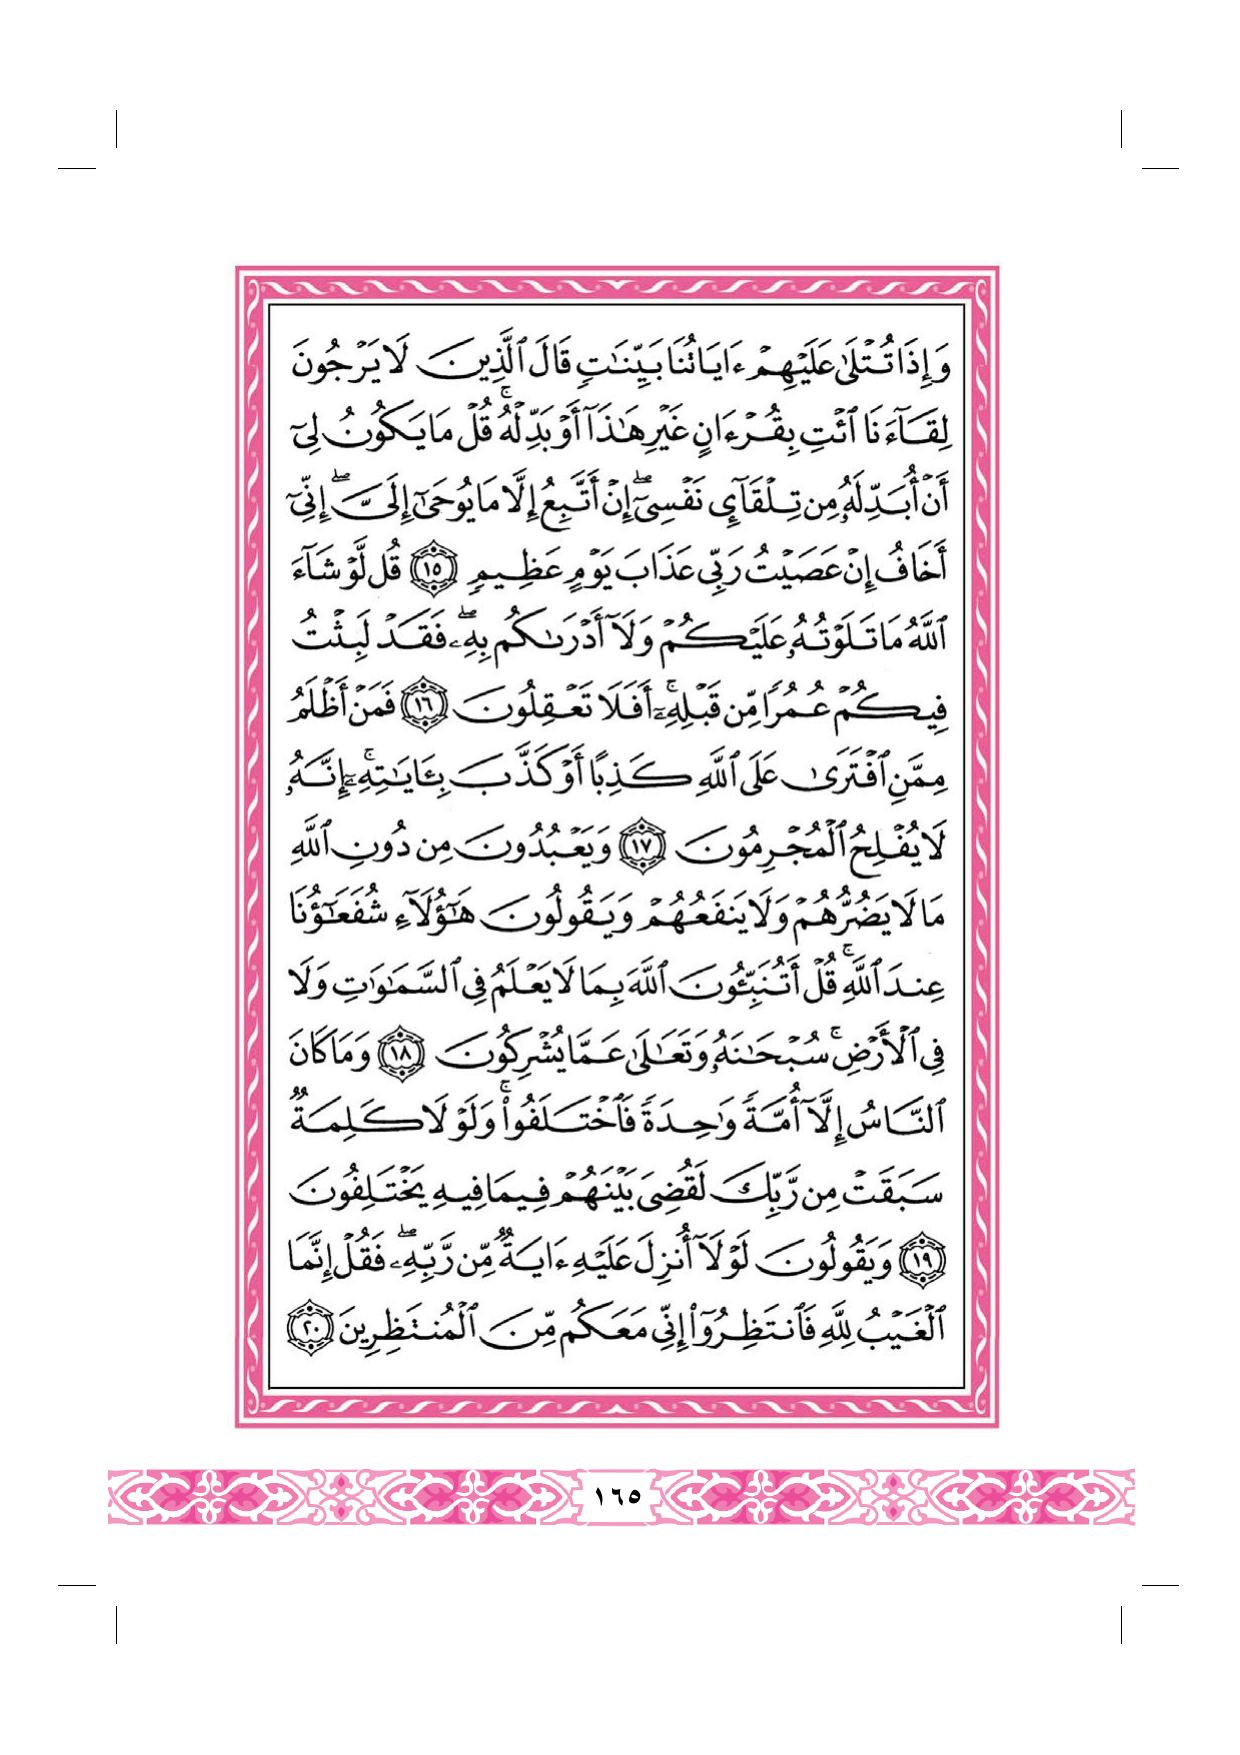 وَإِذَا تُتْلَىٰ عَلَيْهِمْ ءَايَاتُنَا بَيِّنَٰتٍ قَالَ ٱلَّذِينَ لَا يَرْجُونَ
لِقَآءَنَا ٱئْتِ بِقُرْءَانٍ غَيْرِ هَٰذَآ أَوْ بَدِّلْهُ ۚ قُلْ مَا يَكُونُ لِىٓ
أَنْ أُبَدِّلَهُۥ مِن تِلْقَآئِ نَفْسِىٓ ۖ إِنْ أَتَّبِعُ إِلَّا مَا يُوحَىٰٓ إِلَىَّ ۖ إِنِّىٓ
أَخَافُ إِنْ عَصَيْتُ رَبِّى عَذَابَ يَوْمٍ عَظِيمٍ ١٥ قُل لَّوْ شَآءَ
ٱللَّهُ مَا تَلَوْتُهُۥ عَلَيْكُمْ وَلَآ أَدْرَىٰكُم بِهِۦ ۖ فَقَدْ لَبِثْتُ
فِيكُمْ عُمُرًا مِّن قَبْلِهِۦٓ ۚ أَفَلَا تَعْقِلُونَ ١٦ فَمَنْ أَظْلَمُ
مِمَّنِ ٱفْتَرَىٰ عَلَى ٱللَّهِ كَذِبًا أَوْ كَذَّبَ بِـَٔايَٰتِهِۦٓ ۚ إِنَّهُۥ
لَا يُفْلِحُ ٱلْمُجْرِمُونَ ١٧ وَيَعْبُدُونَ مِن دُونِ ٱللَّهِ
مَا لَا يَضُرُّهُمْ وَلَا يَنفَعُهُمْ وَيَقُولُونَ هَٰٓؤُلَآءِ شُفَعَٰٓؤُنَا
عِندَ ٱللَّهِ ۚ قُلْ أَتُنَبِّـُٔونَ ٱللَّهَ بِمَا لَا يَعْلَمُ فِى ٱلسَّمَٰوَٰتِ وَلَا
فِى ٱلْأَرْضِ ۚ سُبْحَٰنَهُۥ وَتَعَٰلَىٰ عَمَّا يُشْرِكُونَ ١٨ وَمَا كَانَ
ٱلنَّاسُ إِلَّآ أُمَّةً وَٰحِدَةً فَٱخْتَلَفُوا۟ ۚ وَلَوْلَا كَلِمَةٌ
سَبَقَتْ مِن رَّبِّكَ لَقُضِىَ بَيْنَهُمْ فِيمَا فِيهِ يَخْتَلِفُونَ
١٩ وَيَقُولُونَ لَوْلَآ أُنزِلَ عَلَيْهِ ءَايَةٌ مِّن رَّبِّهِۦ ۖ فَقُلْ إِنَّمَا
ٱلْغَيْبُ لِلَّهِ فَٱنتَظِرُوٓا۟ إِنِّى مَعَكُم مِّنَ ٱلْمُنتَظِرِينَ ٢٠
١٦٥